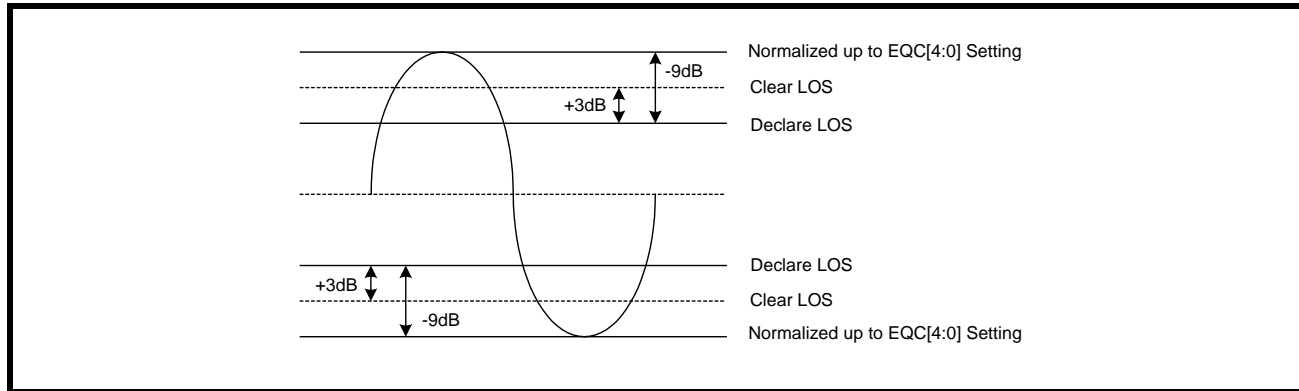 Normalized up to EQC[4:0] Setting
-9dB
Clear LOS
+3dB
Declare LOS
Declare LOS
+3dB
Clear LOS
-9dB
Normalized up to EQC[4:0] Setting